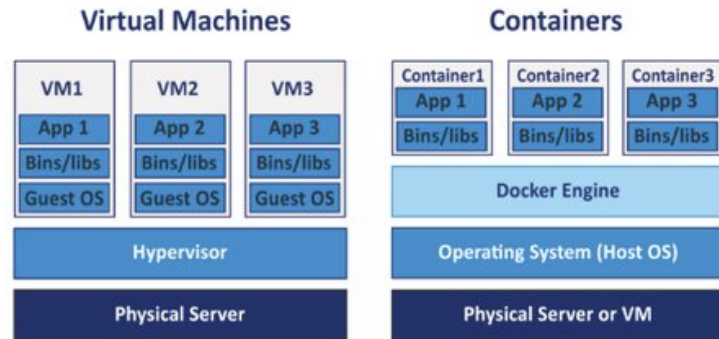 Virtual Machines
VM1
App 1
Bins/libs
Guest OS
VM2
App 2
Bins/libs
Guest OS
VM3
App 3
Bins/libs
Guest OS
Hypervisor
Physical Server
Containers
Container1
App 1
Bins/libs
Container2
App 2
Bins/libs
Container3
App 3
Bins/libs
Docker Engine
Operating System (Host OS)
Physical Server or VM